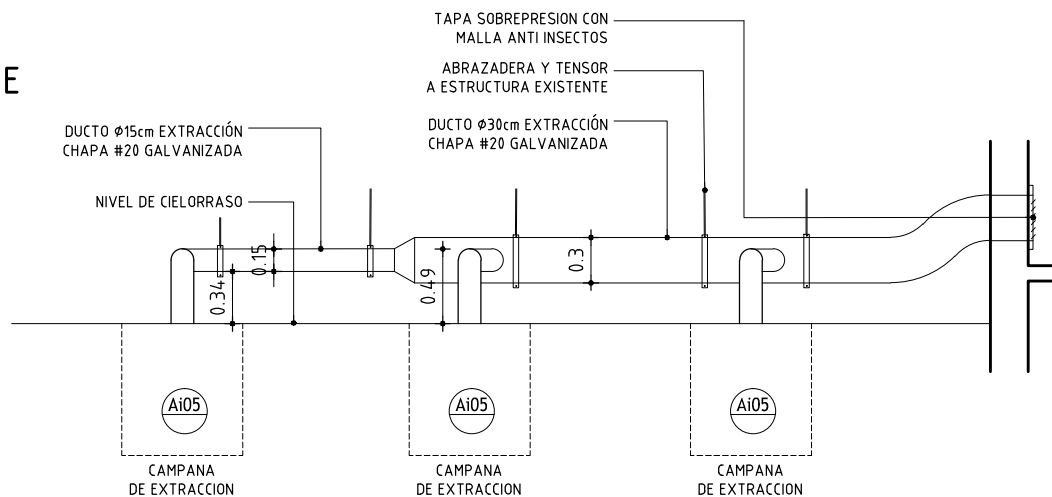 TAPA SOBREPRESION CON
MALLA ANTI INSECTOS
E
ABRAZADERA Y TENSOR
A ESTRUCTURA EXISTENTE
DUCTO Ø15cm EXTRACCIÓN
CHAPA #20 GALVANIZADA
DUCTO Ø30cm EXTRACCIÓN
CHAPA #20 GALVANIZADA
NIVEL DE CIELORRASO
0.15
0.34
0.49
0.3
Ai05
Ai05
Ai05
CAMPANA
DE EXTRACCION
CAMPANA
DE EXTRACCION
CAMPANA
DE EXTRACCION